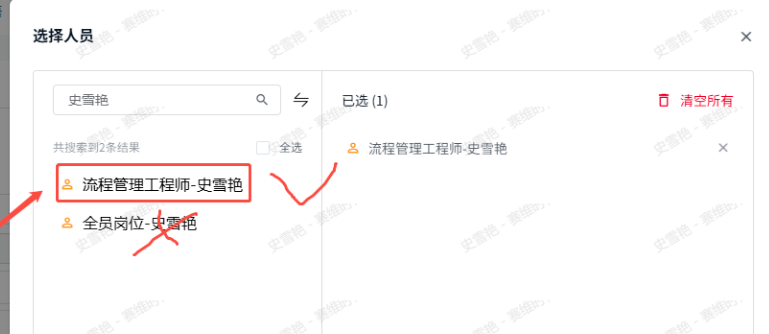 选择人员
史雪艳
已选 (1)
清空所有
共搜索到2条结果
全选
流程管理工程师-史雪艳
流程管理工程师-史雪艳
全员岗位-史雪艳